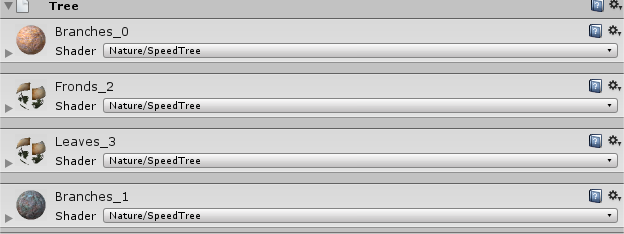 Tree
Branches_0
Shader Nature/SpeedTree
Fronds_2
Shader Nature/SpeedTree
Leaves_3
Shader Nature/SpeedTree
Branches_1
Shader Nature/SpeedTree